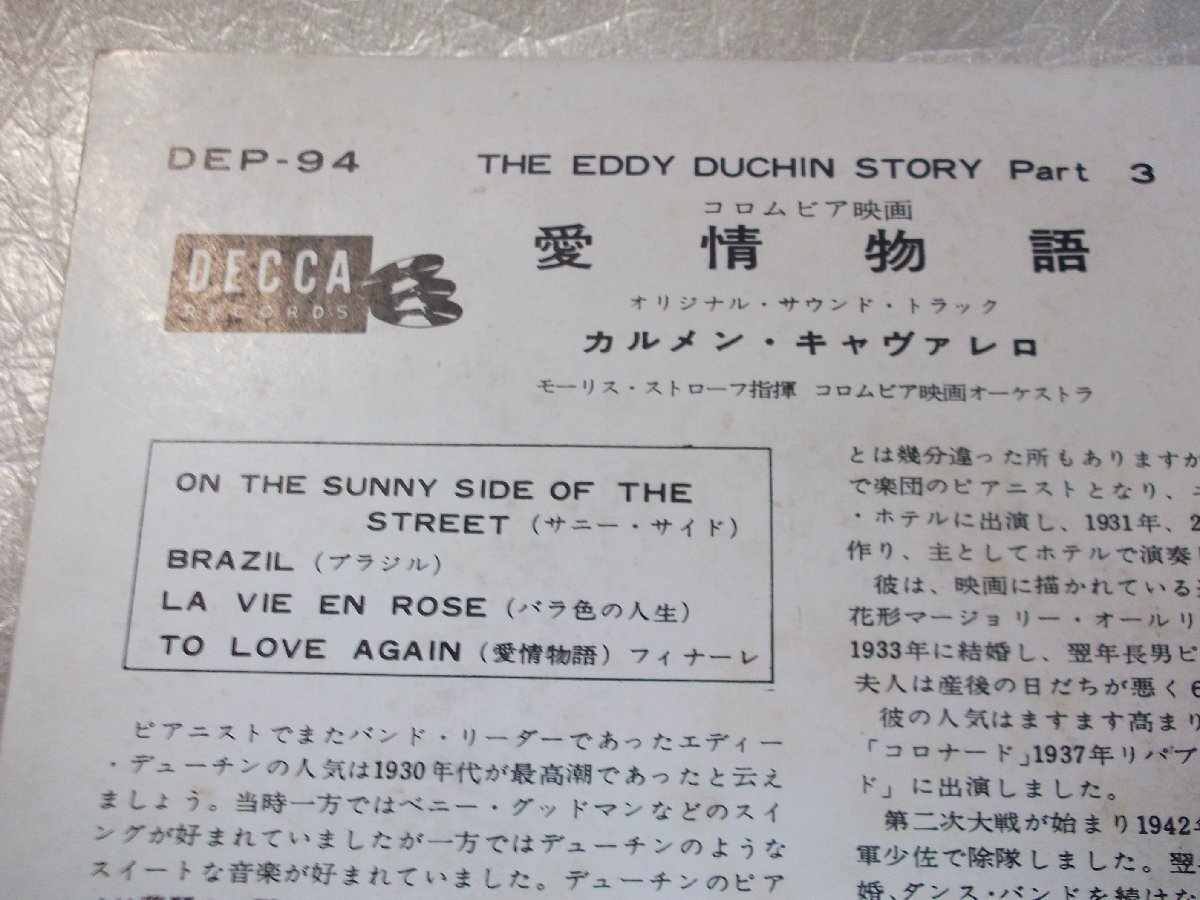 DEP-94
THE EDDY DUCHIN STORY Part 3
コロムビア映画
愛情物語
DECCA
RECORDS
オリジナル・サウンド・トラック
カルメン・キャヴァレロ
モーリス・ストローフ指揮 コロムビア映画オーケストラ
ON THE SUNNY SIDE OF THE
STREET (サニー・サイド)
BRAZIL (ブラジル)
LA VIE EN ROSE (バラ色の人生)
TO LOVE AGAIN (愛情物語) フィナーレ
ピアニストでまたバンド・リーダーであったエディー
・デューチンの人気は1930年代が最高潮であったと云え
ましょう。当時一方ではベニー・グッドマンなどのスイ
ングが好まれていましたが一方ではデューチンのような
スイートな音楽が好まれていました。デューチンのピア
とは幾分違った所もありますが
で楽団のピアニストとなり、
・ホテルに出演し、1931年、2
作り、主としてホテルで演奏
彼は、映画に描かれている
花形マージョリー・オールリ
1933年に結婚し、翌年長男ピ
夫人は産後の日だちが悪く6
彼の人気はますます高まり
「コロナード」1937年リパブ
ド」に出演しました。
第二次大戦が始まり1942年
軍少佐で除隊しました。翌
婚、ダンス・バンドを続けな